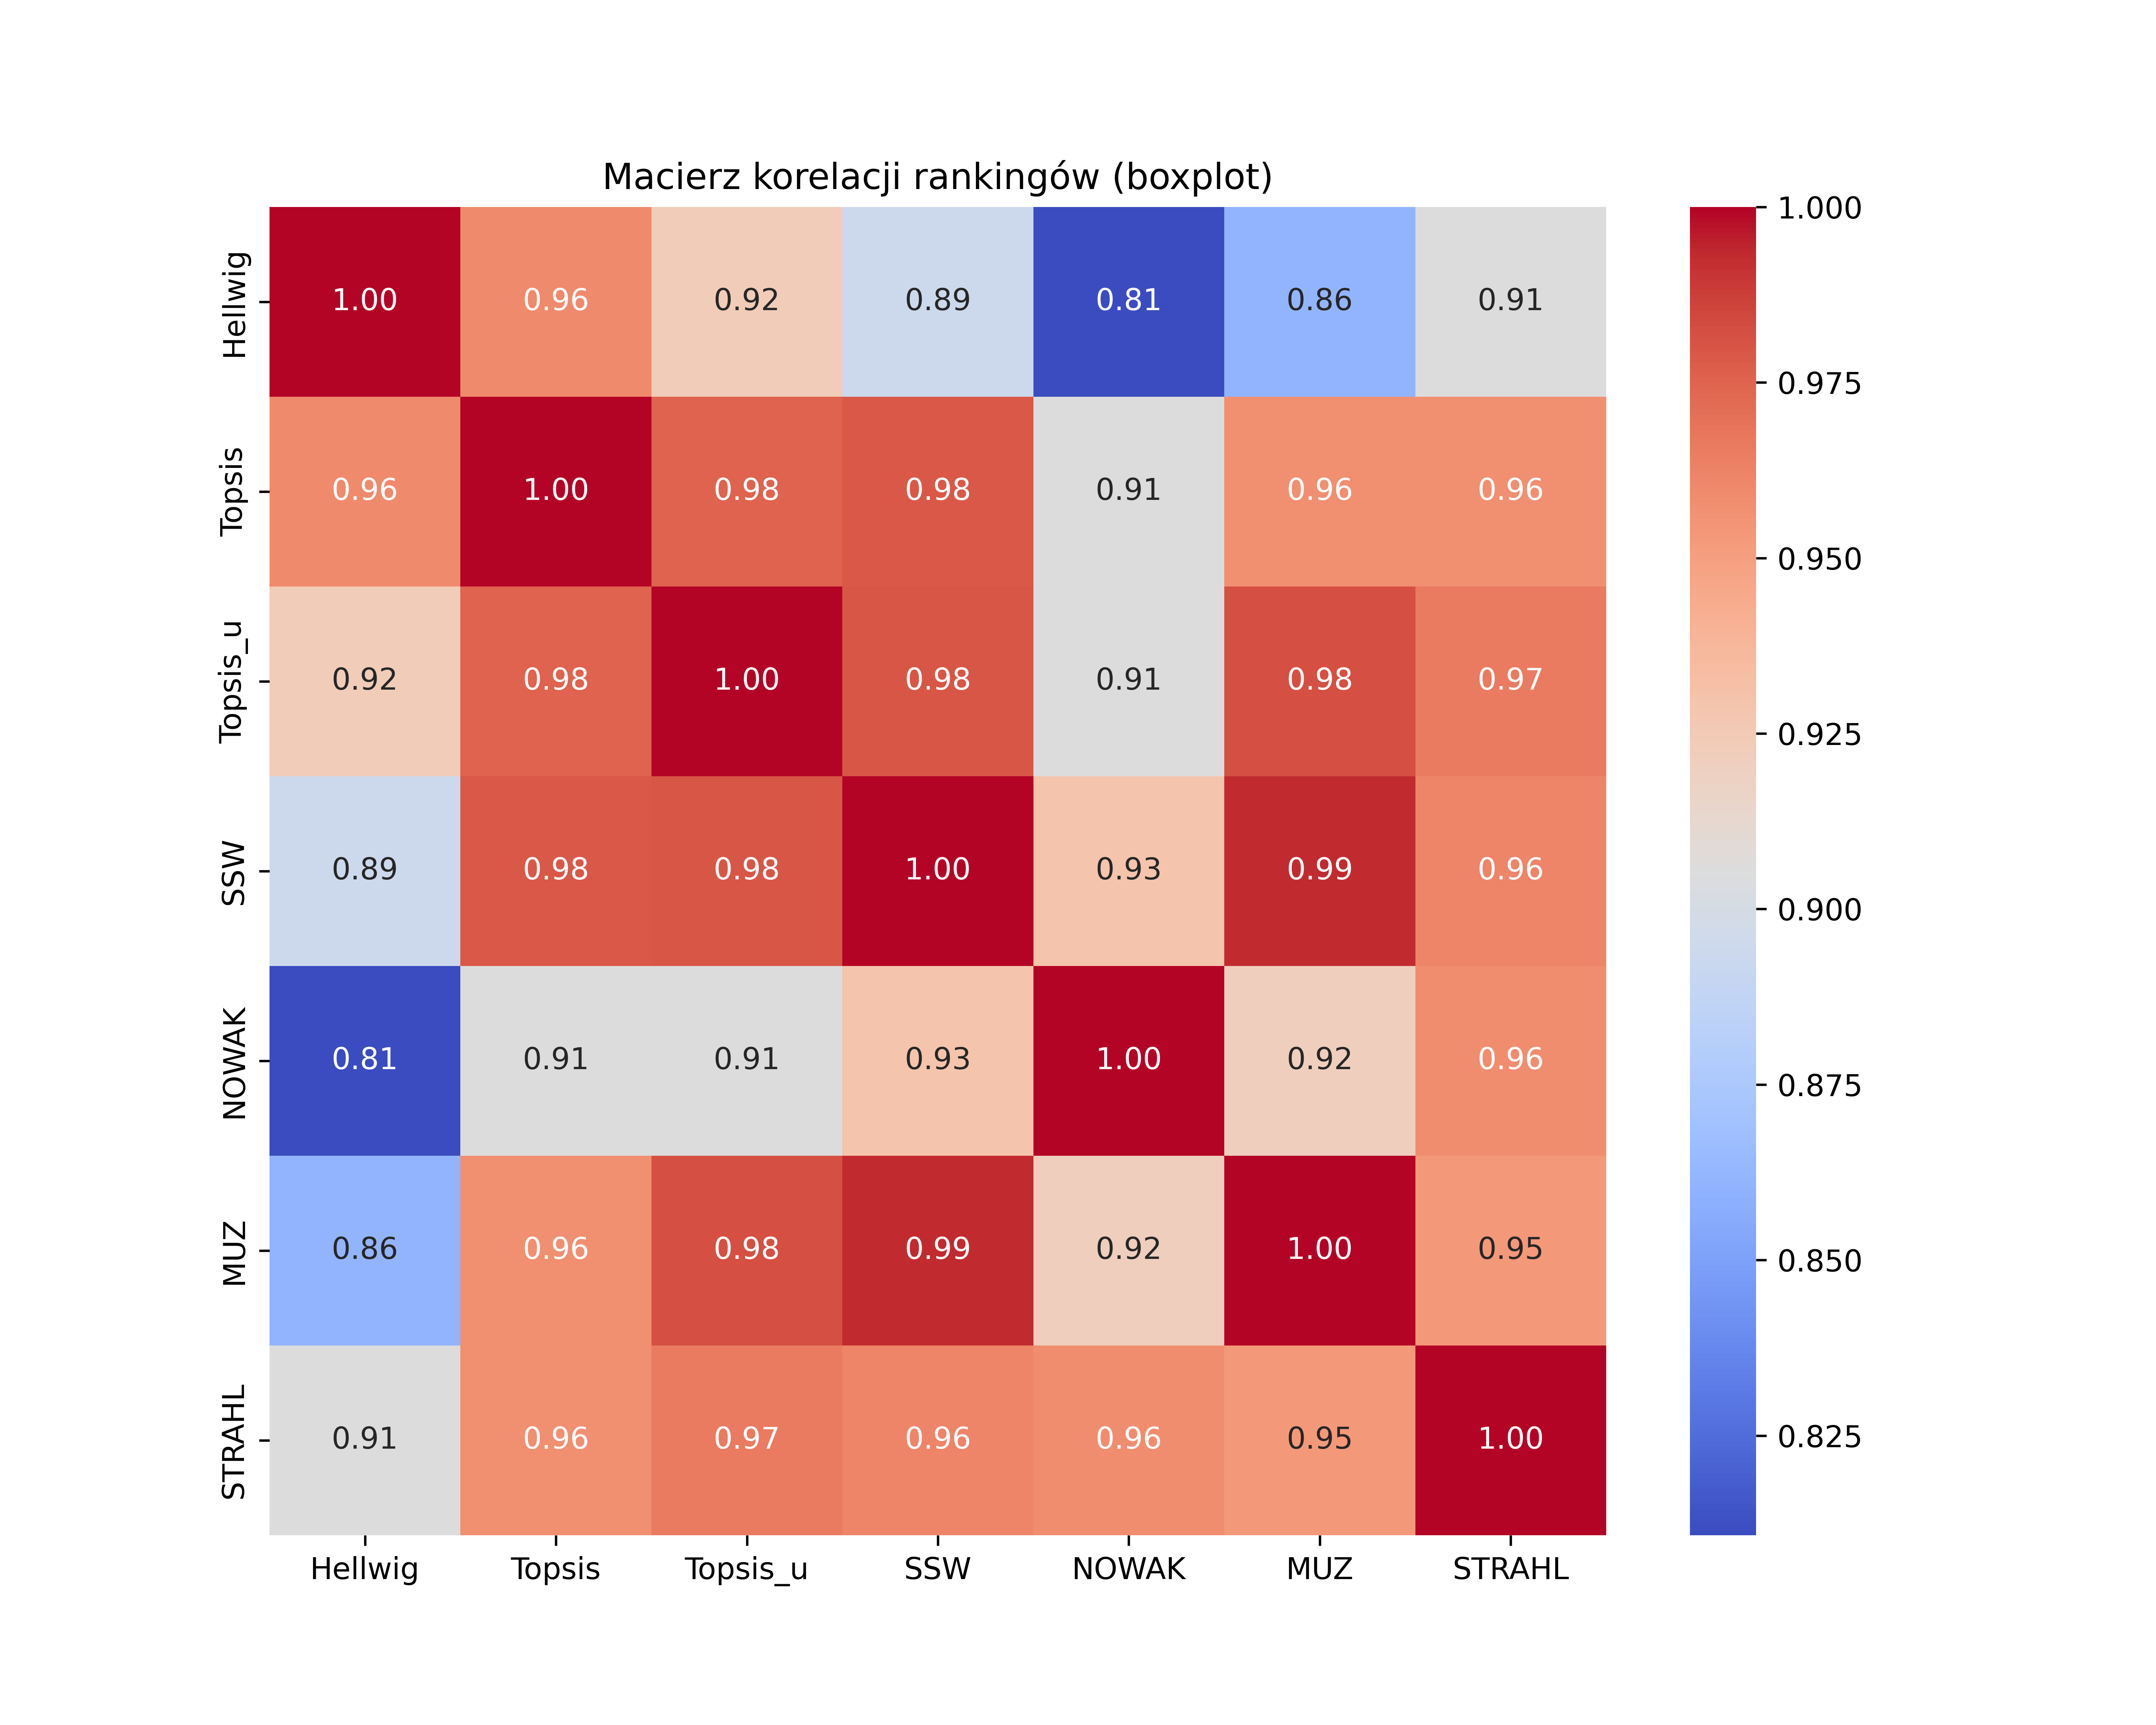 Macierz korelacji rankingów (boxplot)
Hellwig 1.00 0.96 0.92 0.89 0.81 0.86 0.91
Topsis 0.96 1.00 0.98 0.98 0.91 0.96 0.96
Topsis_u 0.92 0.98 1.00 0.98 0.91 0.98 0.97
SSW 0.89 0.98 0.98 1.00 0.93 0.99 0.96
NOWAK 0.81 0.91 0.91 0.93 1.00 0.92 0.96
MUZ 0.86 0.96 0.98 0.99 0.92 1.00 0.95
STRAHL 0.91 0.96 0.97 0.96 0.96 0.95 1.00
Hellwig Topsis Topsis_u SSW NOWAK MUZ STRAHL
1.000
0.975
0.950
0.925
0.900
0.875
0.850
0.825